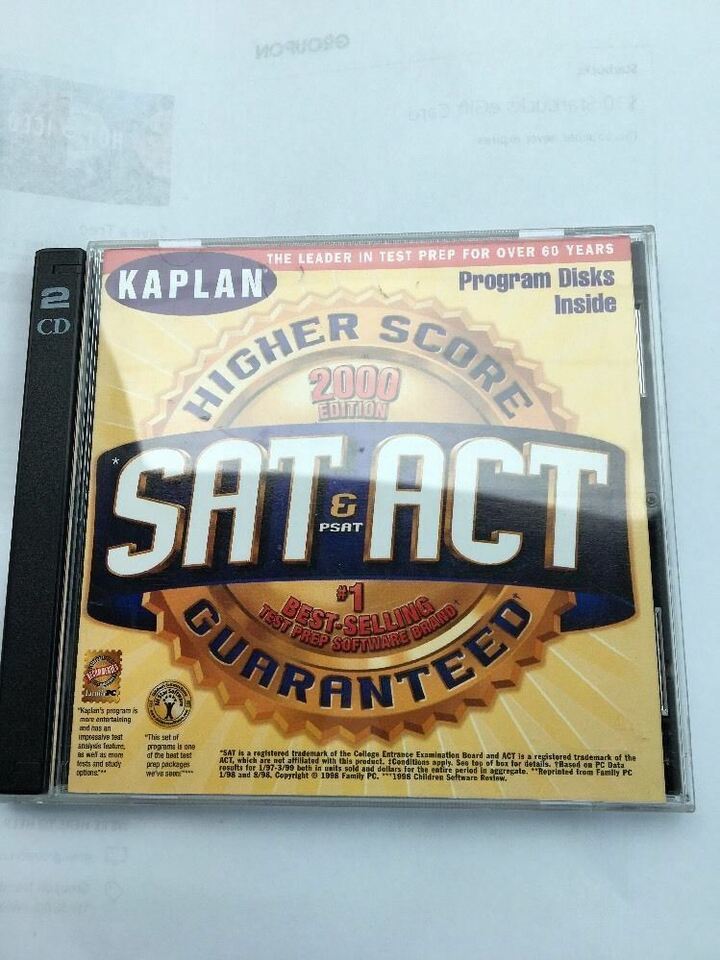 GROUPON
Starbucks
$10 Starbucks eGift Card
2
CD
THE LEADER IN TEST PREP FOR OVER 60 YEARS
KAPLAN
Program Disks
Inside
HIGHER SCORE
2000
EDITION
*SAT & ACT
PSAT
#1
BEST-SELLING
TEST PREP SOFTWARE BRAND†
GUARANTEED‡
"Kaplan's program is
more entertaining
and has an
impressive test
analysis feature,
as well as more
tests and study
options."**
"This set of
programs is one
of the best test
prep packages
we've seen."***
*SAT is a registered trademark of the College Entrance Examination Board and ACT is a registered trademark of the
ACT, which are not affiliated with this product. ‡Conditions apply. See top of box for details. †Based on PC Data
results for 1/97-3/99 both in units sold and dollars for the entire period in aggregate. **Reprinted from Family PC
1/98 and 8/98, Copyright © 1998 Family PC. ***1998 Children Software Review.